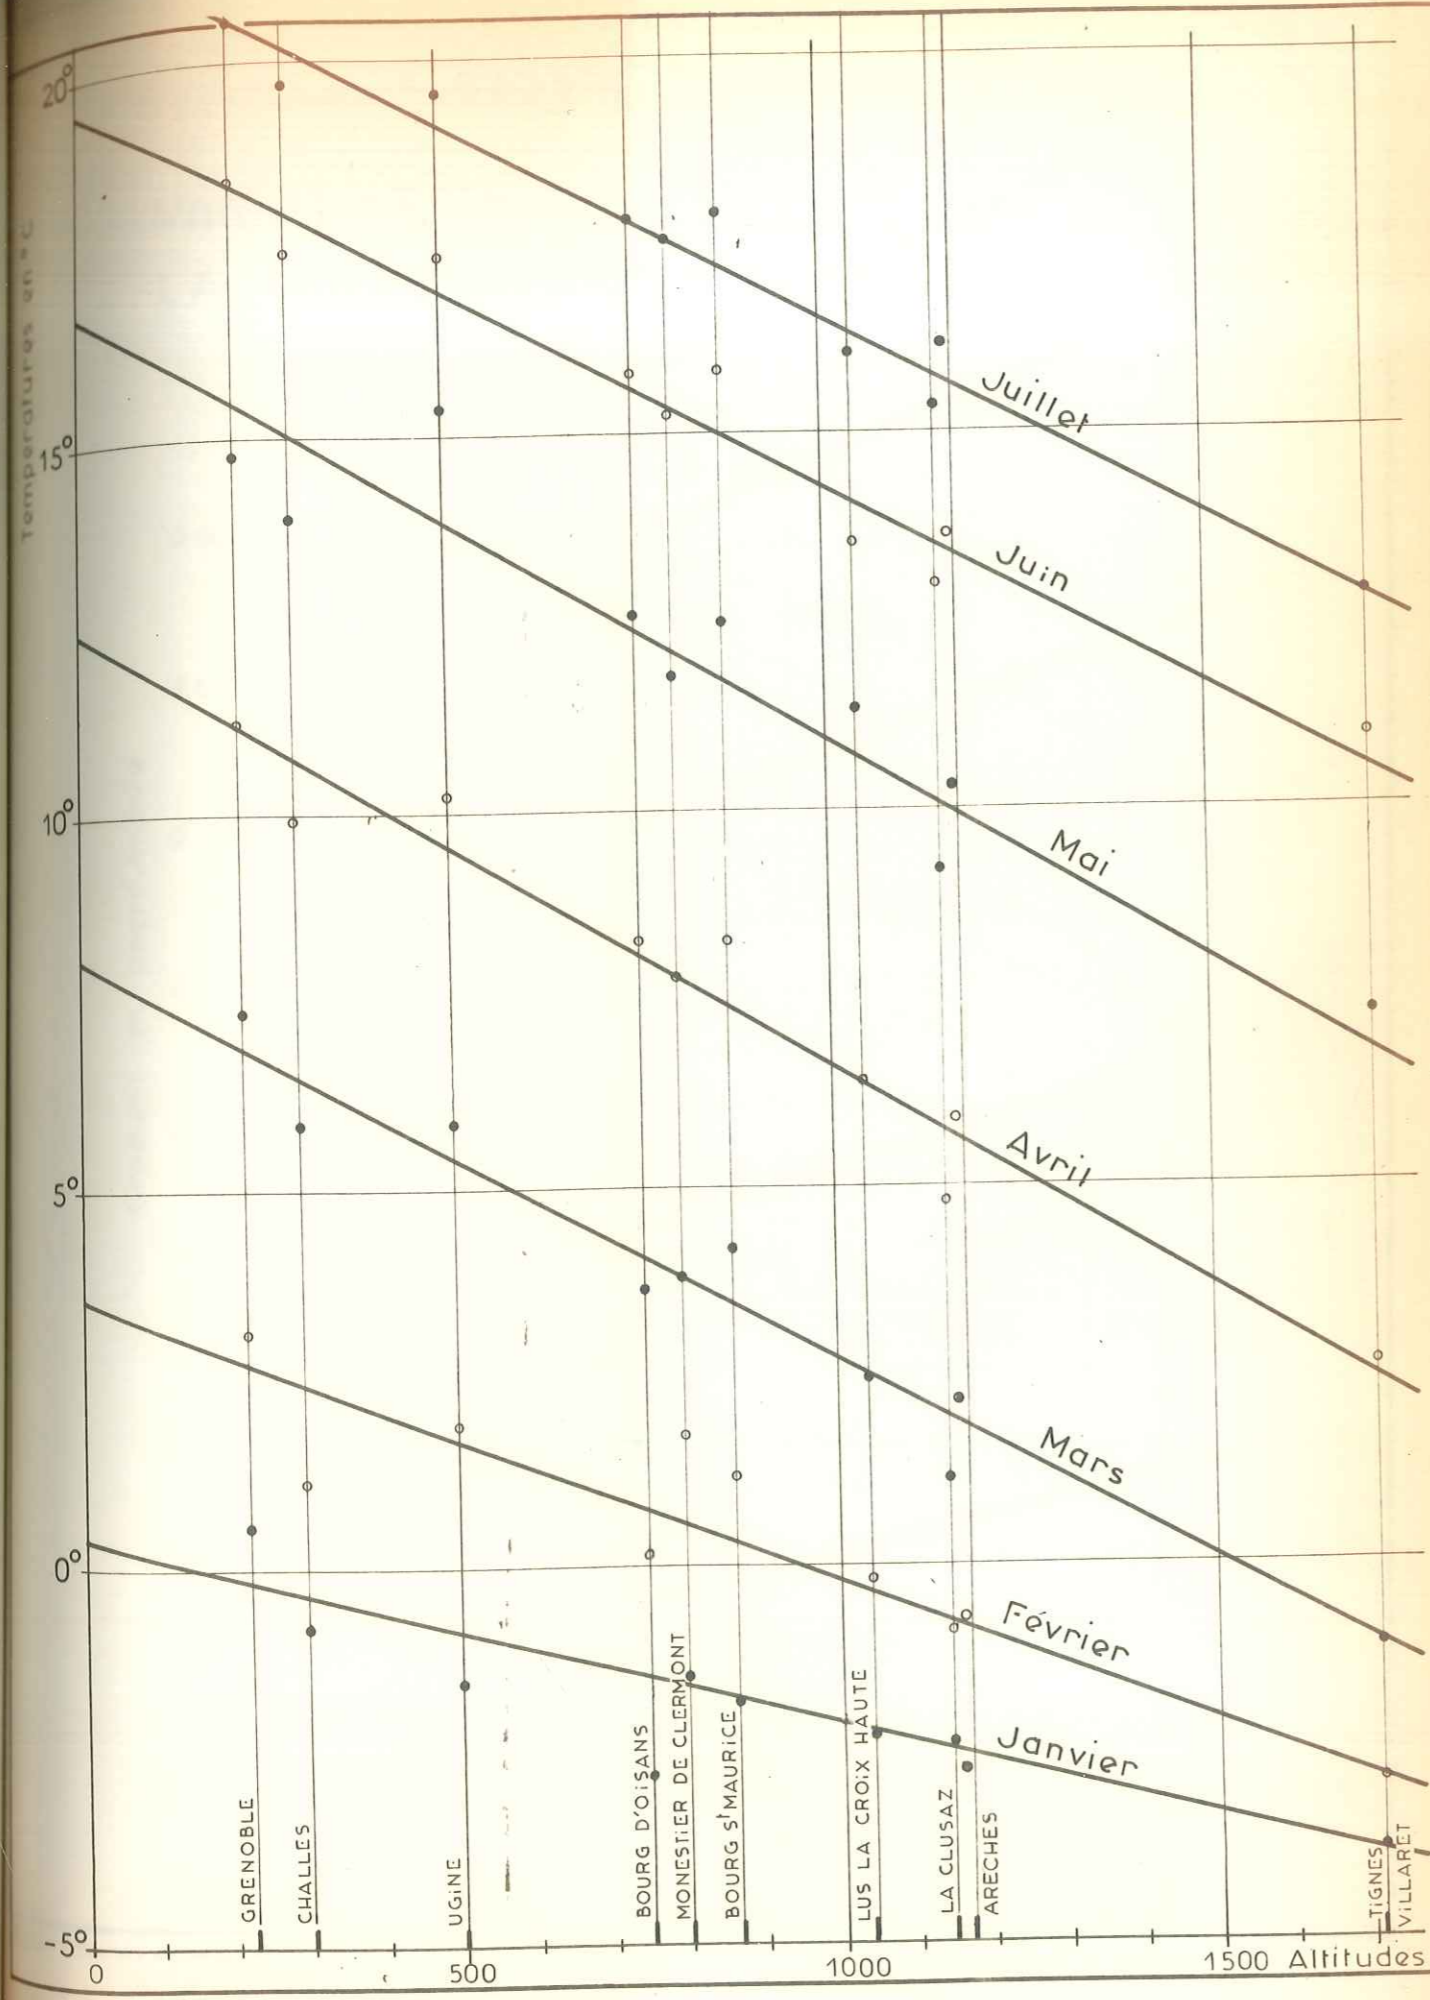 20°
Températures en °C
15°
10°
5°
0°
-5°
Juillet
Juin
Mai
Avril
Mars
Février
Janvier
GRENOBLE
CHALLES
UGiNE
BOURG D'OiSANS
MONESTiER DE CLERMONT
BOURG St MAURiCE
LUS LA CROiX HAUTE
LA CLUSAZ
ARECHES
TiGNES
ViLLARET
0 500 1000 1500 Altitudes